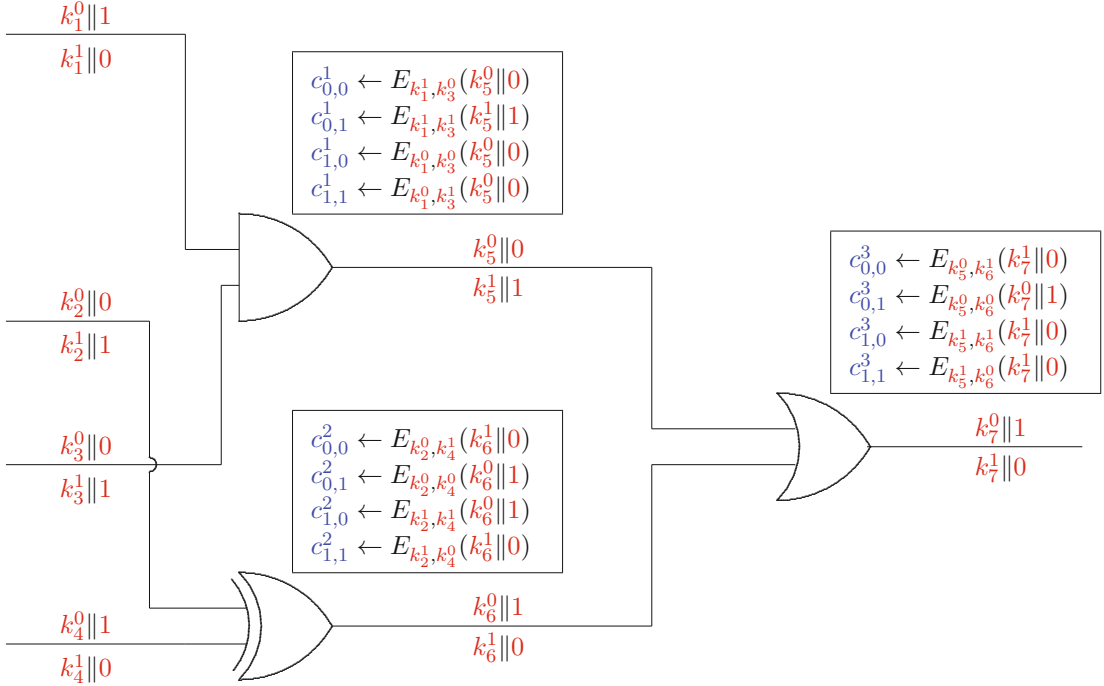 k_1^0∥1
k_1^1∥0
c_{0,0}^1 ← E_{k_1^1,k_3^0}(k_5^0∥0)
c_{0,1}^1 ← E_{k_1^1,k_3^1}(k_5^1∥1)
c_{1,0}^1 ← E_{k_1^0,k_3^0}(k_5^0∥0)
c_{1,1}^1 ← E_{k_1^0,k_3^1}(k_5^0∥0)
k_5^0∥0
k_5^1∥1
c_{0,0}^3 ← E_{k_5^0,k_6^1}(k_7^1∥0)
c_{0,1}^3 ← E_{k_5^0,k_6^0}(k_7^0∥1)
c_{1,0}^3 ← E_{k_5^1,k_6^1}(k_7^1∥0)
c_{1,1}^3 ← E_{k_5^1,k_6^0}(k_7^1∥0)
k_2^0∥0
k_2^1∥1
k_3^0∥0
k_3^1∥1
c_{0,0}^2 ← E_{k_2^0,k_4^1}(k_6^1∥0)
c_{0,1}^2 ← E_{k_2^0,k_4^0}(k_6^0∥1)
c_{1,0}^2 ← E_{k_2^1,k_4^1}(k_6^0∥1)
c_{1,1}^2 ← E_{k_2^1,k_4^0}(k_6^1∥0)
k_7^0∥1
k_7^1∥0
k_4^0∥1
k_4^1∥0
k_6^0∥1
k_6^1∥0